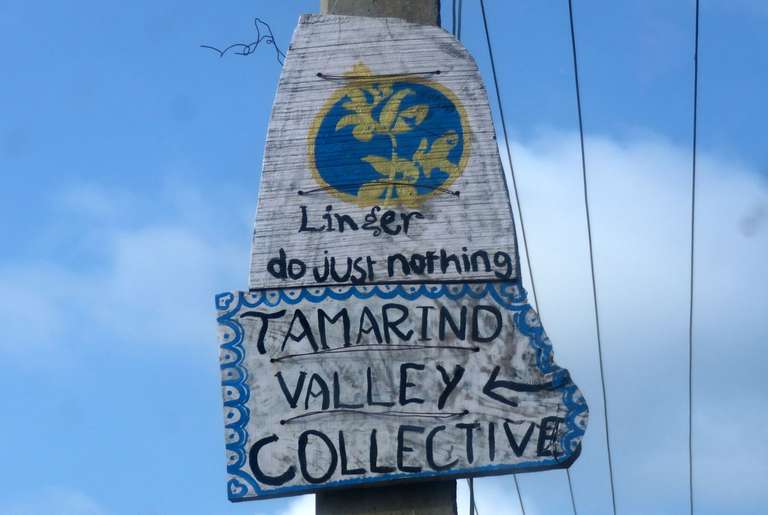 Linger
do just nothing
TAMARIND
VALLEY
COLLECTIVE